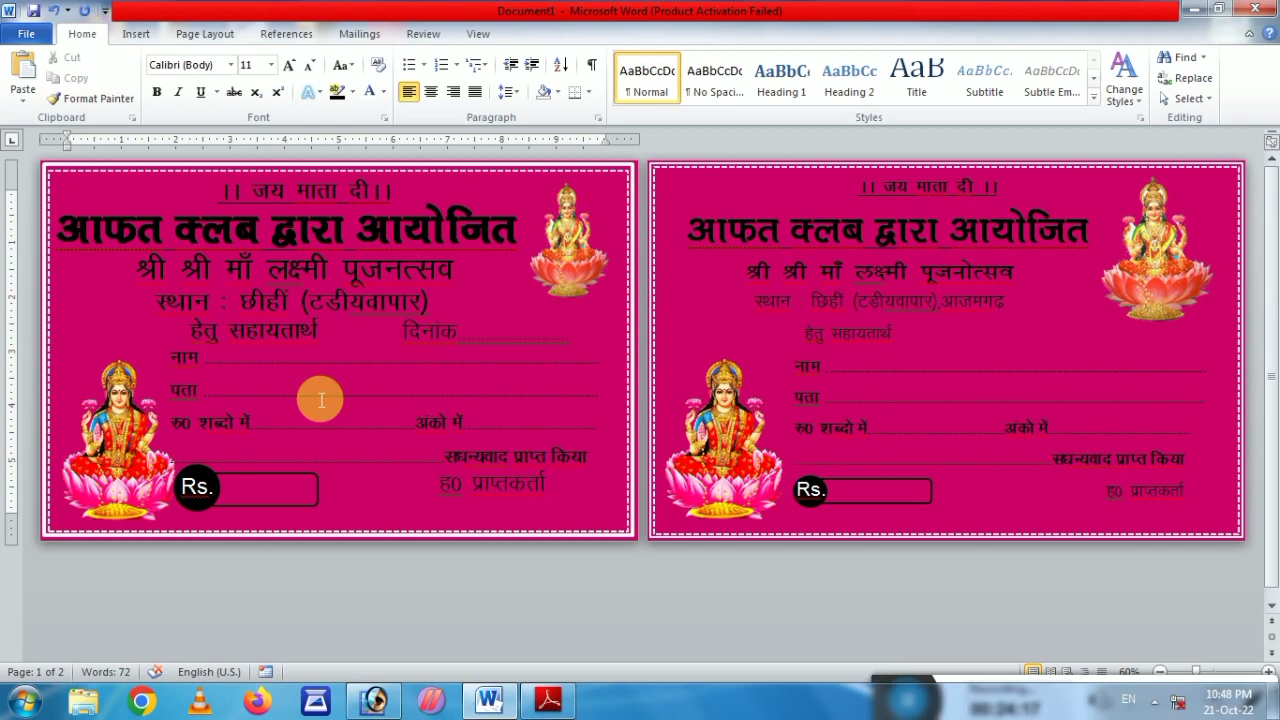 Document1 - Microsoft Word (Product Activation Failed)
File Home Insert Page Layout References Mailings Review View
Cut
Copy
Format Painter
Paste
Clipboard
Calibri (Body) 11
Font
Paragraph
AaBbCcDc AaBbCcDc AaBbCc AaBbCc AaB AaBbCc. AaBbCcDc
¶ Normal ¶ No Spaci... Heading 1 Heading 2 Title Subtitle Subtle Em...
Change Styles
Styles
Find
Replace
Select
Editing
।। जय माता दी।।
आफत क्लब द्वारा आयोजित
श्री श्री माँ लक्ष्मी पूजनत्सव
स्थान : छीहीं (टडीयवापार)
हेतु सहायतार्थ दिनांक
नाम
पता
रु0 शब्दो में अंको में
सधन्यवाद प्राप्त किया
Rs. ह0 प्राप्तकर्ता
।। जय माता दी ।।
आफत क्लब द्वारा आयोजित
श्री श्री माँ लक्ष्मी पूजनोत्सव
स्थान : छिहीं (टड़ीयवापार),आजमगढ़
हेतु सहायतार्थ
नाम
पता
रु0 शब्दो में अंको में
सधन्यवाद प्राप्त किया
Rs. ह0 प्राप्तकर्ता
Page: 1 of 2 Words: 72 English (U.S.) 60%
Recording...
00:24:17
EN
10:48 PM
21-Oct-22